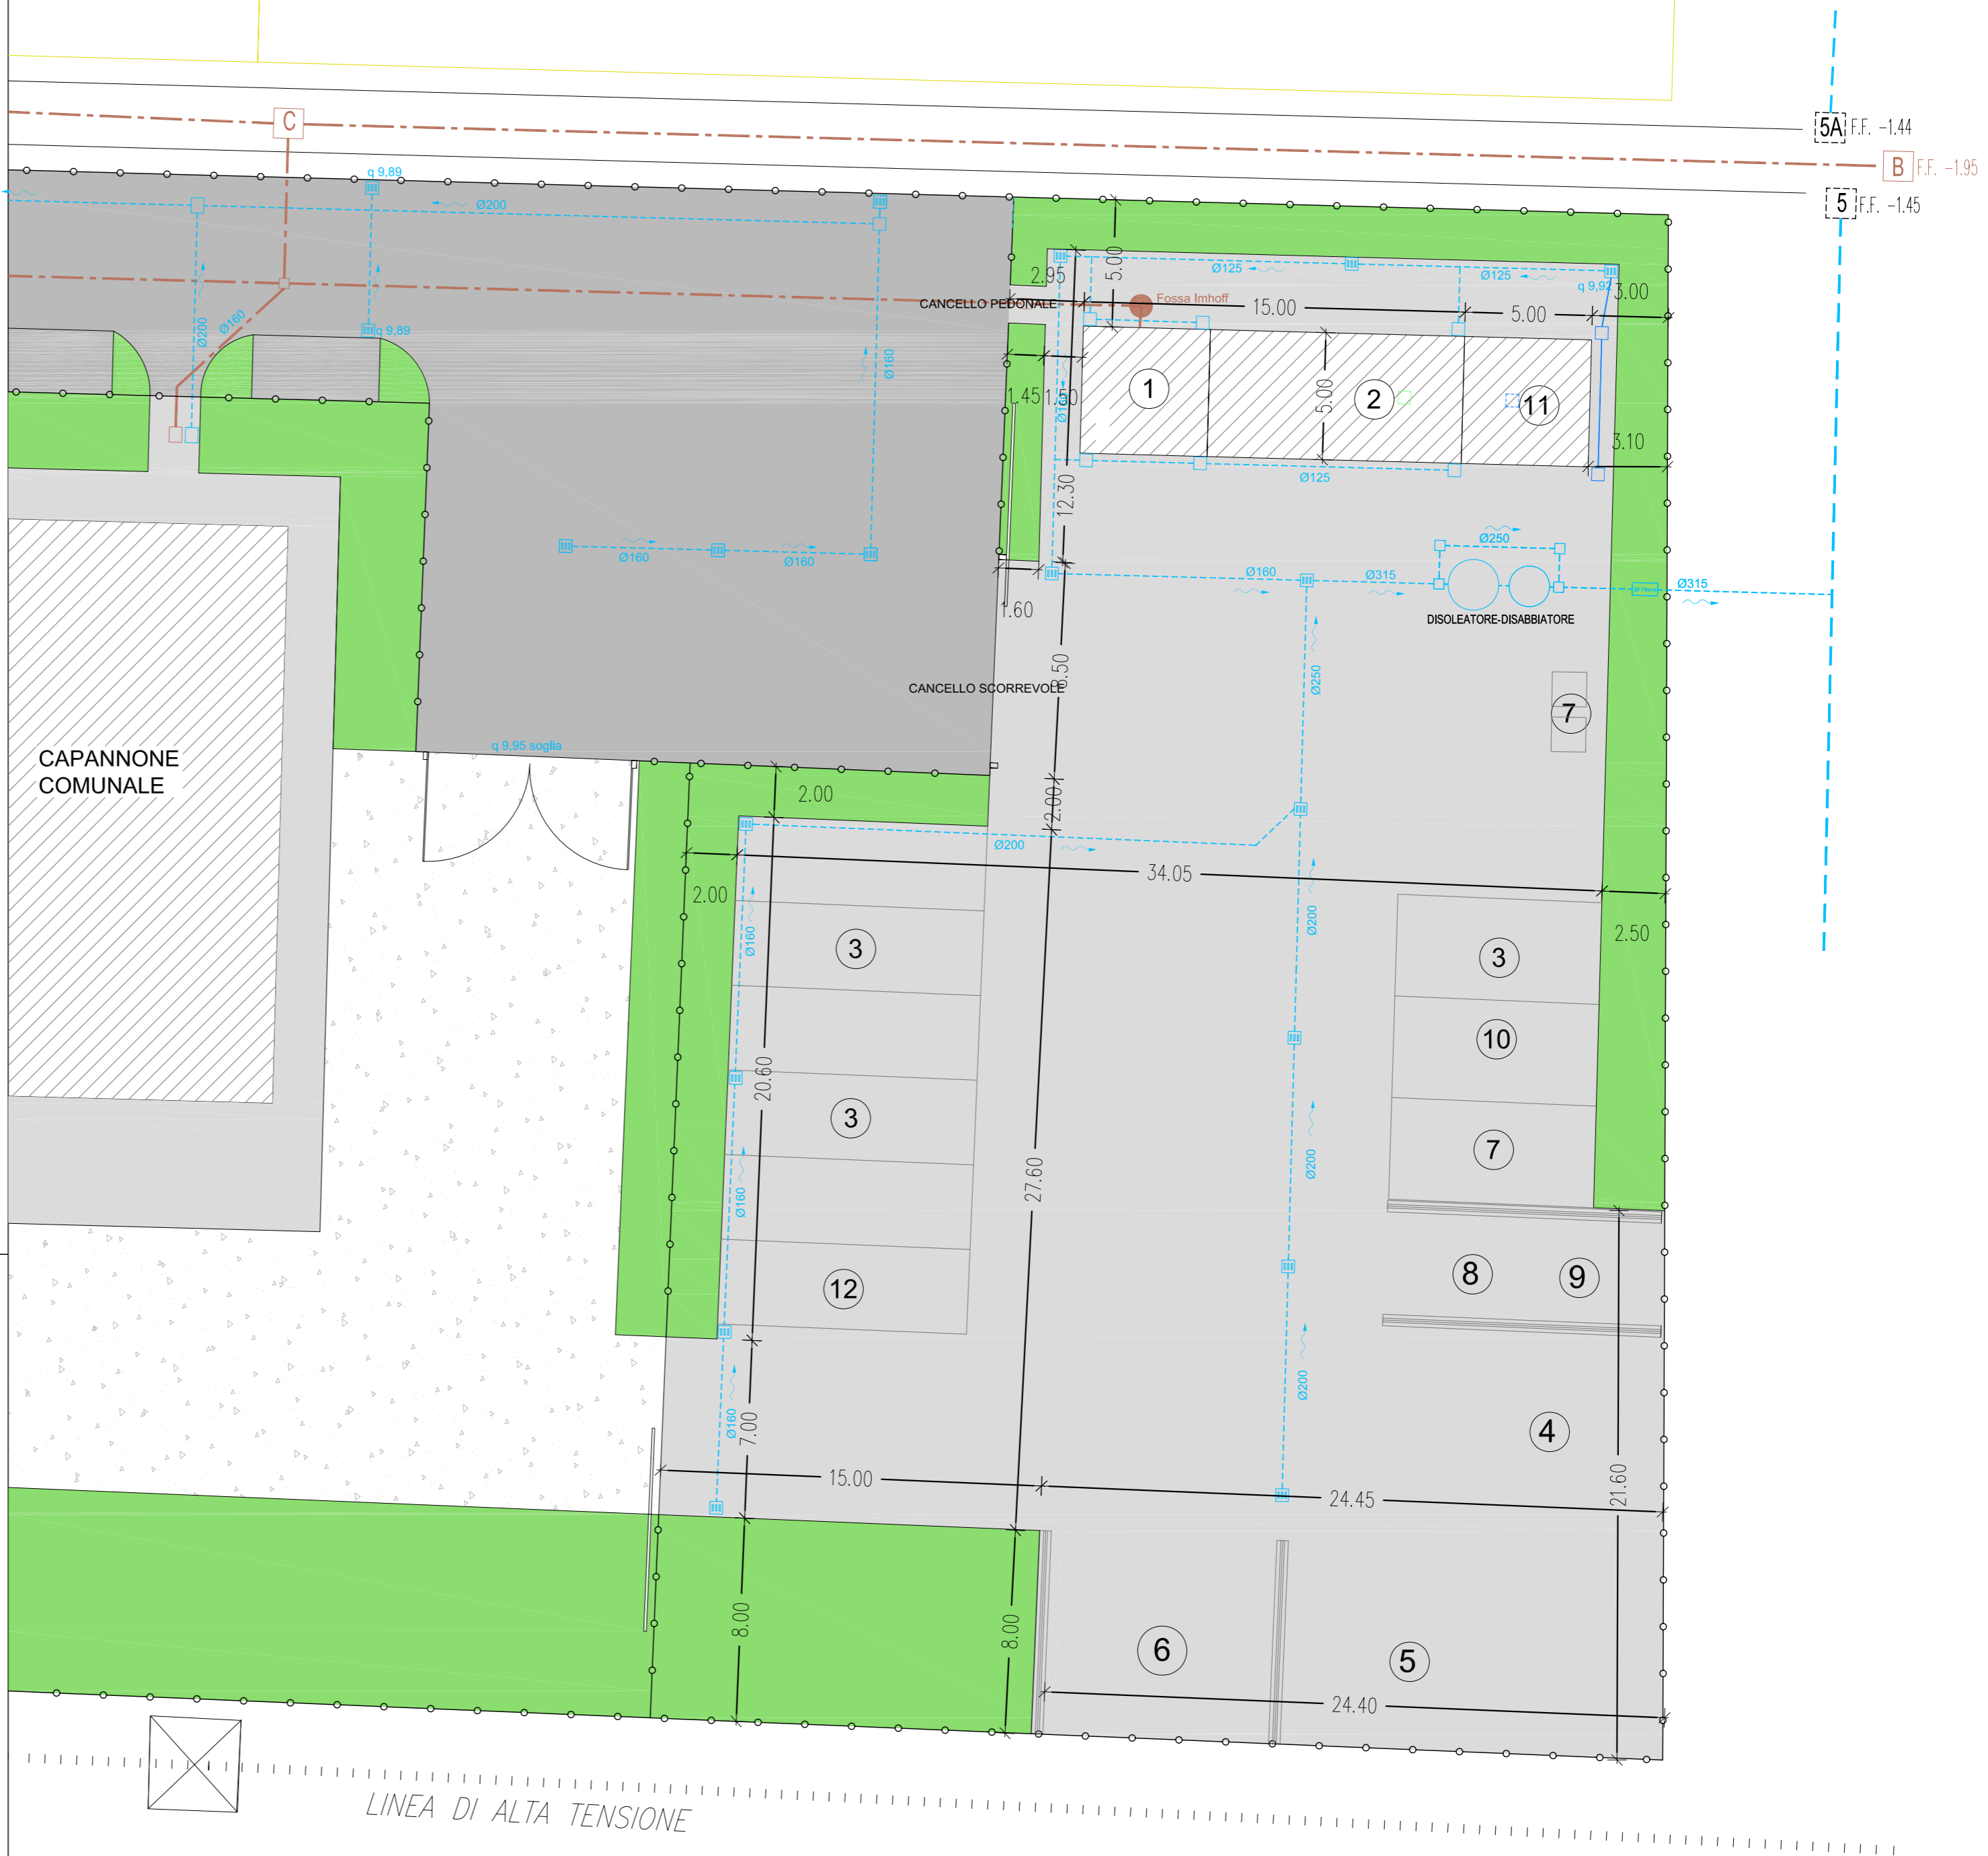 5A F.F. -1.44
C
B F.F. -1.95
5 F.F. -1.45
q 9,89
Ø200
Ø200
Ø160
q 9,89
Ø160
Ø160
Ø160
2.95
5.00
CANCELLO PEDONALE
Fossa Imhoff
Ø125
Ø125
q 9,92
3.00
15.00
5.00
1.45
1.50
1
5.00
2
11
3.10
12.30
Ø125
Ø250
Ø160
Ø315
Ø315
DISOLEATORE-DISABBIATORE
1.60
8.50
CANCELLO SCORREVOLE
Ø250
7
CAPANNONE
COMUNALE
q 9,95 soglia
2.00
2.00
Ø200
34.05
2.00
2.50
Ø160
Ø200
3
3
10
20.60
3
7
27.60
Ø160
Ø200
12
8
9
Ø160
7.00
Ø200
4
15.00
24.45
21.60
8.00
8.00
6
5
24.40
LINEA DI ALTA TENSIONE